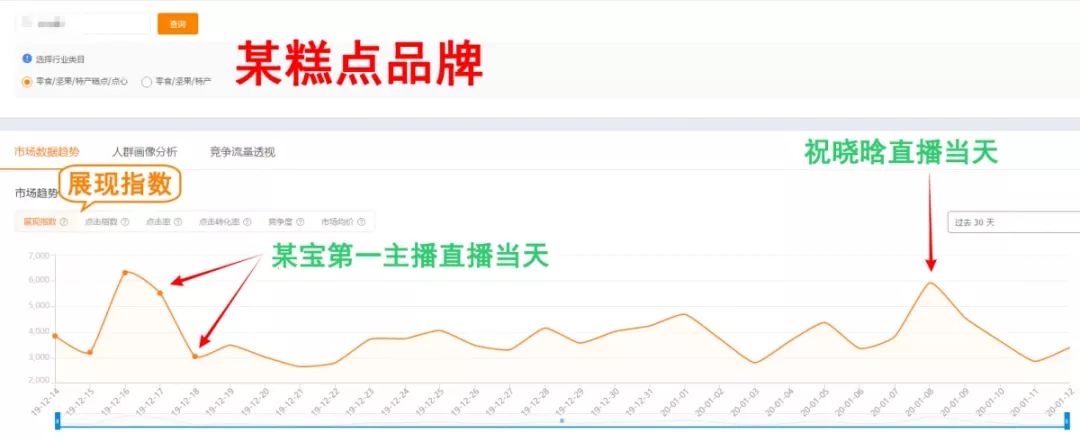 查询
某糕点品牌
选择行业类目
零食/坚果/特产糕点/点心 零食/坚果/特产
市场数据趋势 人群画像分析 竞争流量透视
祝晓晗直播当天
展现指数
市场趋势
展现指数 点击指数 点击率 点击转化率 竞争度 市场均价
过去 30 天
某宝第一主播直播当天
7,000
6,000
5,000
4,000
3,000
2,000
19-12-14 19-12-15 19-12-16 19-12-17 19-12-18 19-12-19 19-12-20 19-12-21 19-12-22 19-12-23 19-12-24 19-12-25 19-12-26 19-12-27 19-12-28 19-12-29 19-12-30 19-12-31 20-01-01 20-01-02 20-01-03 20-01-04 20-01-05 20-01-06 20-01-07 20-01-08 20-01-09 20-01-10 20-01-11 20-01-12